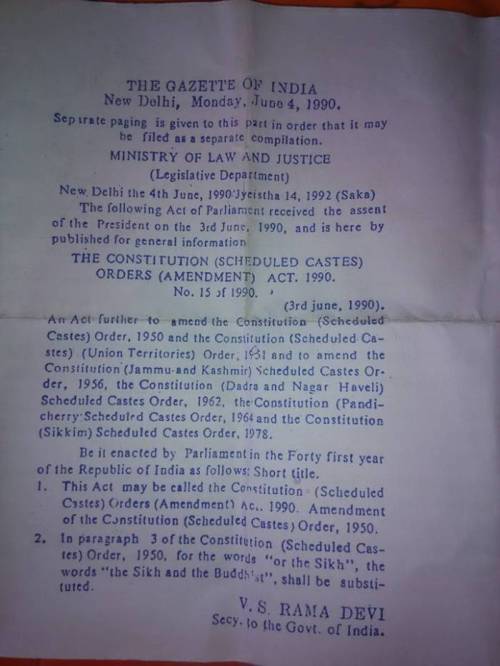 THE GAZETTE OF INDIA
New Delhi, Monday, June 4, 1990.
Separate paging is given to this part in order that it may
be filed as a separate compilation.
MINISTRY OF LAW AND JUSTICE
(Legislative Department)
New Delhi the 4th June, 1990/Jyeistha 14, 1992 (Saka)
The following Act of Parliament received the assent
of the President on the 3rd June, 1990, and is here by
published for general information
THE CONSTITUTION (SCHEDULED CASTES)
ORDERS (AMENDMENT) ACT. 1990.
No. 15 of 1990.
(3rd june, 1990).
An Act further to amend the Constitution (Scheduled
Castes) Order, 1950 and the Constitution (Scheduled Ca-
stes) (Union Territories) Order, 1951 and to amend the
Constitution (Jammu and Kashmir) Scheduled Castes Or-
der, 1956, the Constitution (Dadra and Nagar Haveli)
Scheduled Castes Order, 1962, the Constitution (Pandi-
cherry Scheduled Castes Order, 1964 and the Constitution
(Sikkim) Scheduled Castes Order, 1978.
Be it enacted by Parliament in the Forty first year
of the Republic of India as follows: Short title.
1. This Act may be called the Constitution (Scheduled
Castes) Orders (Amendment) Act. 1990. Amendment
of the Constitution (Scheduled Castes) Order, 1950.
2. In paragraph 3 of the Constitution (Scheduled Cas-
tes) Order, 1950, for the words "or the Sikh", the
words "the Sikh and the Buddhist", shall be substi-
tuted.
V. S. RAMA DEVI
Secy. to the Govt. of India.